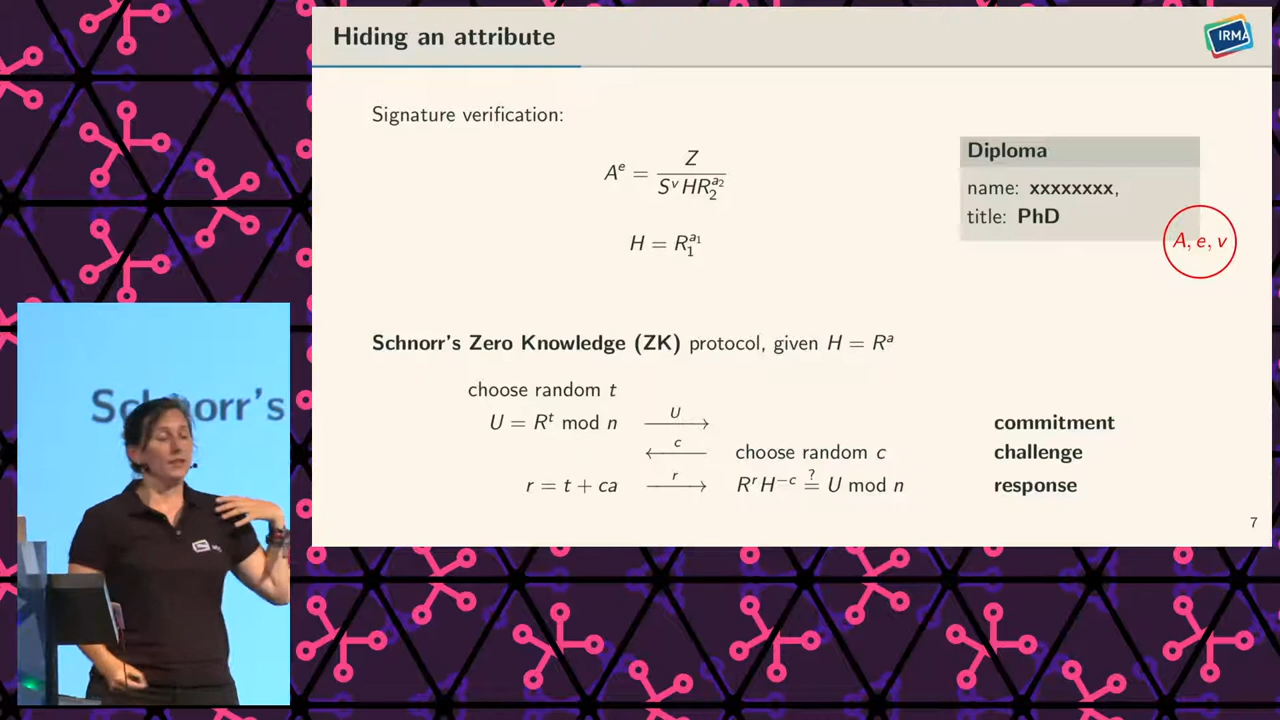 Hiding an attribute
IRMA
Signature verification:
A^e = Z / S^v H R_2^{a_2}
H = R_1^{a_1}
Diploma
name: xxxxxxxx,
title: PhD
A, e, v
Schnorr's Zero Knowledge (ZK) protocol, given H = R^a
choose random t
U = R^t mod n U → commitment
c ← choose random c challenge
r = t + ca r → R^r H^{-c} ?= U mod n response
7
Schnorr's